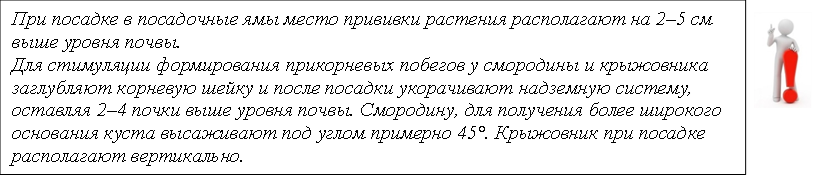 При посадке в посадочные ямы место прививки растения располагают на 2–5 см
выше уровня почвы.
Для стимуляции формирования прикорневых побегов у смородины и крыжовника
заглубляют корневую шейку и после посадки укорачивают надземную систему,
оставляя 2–4 почки выше уровня почвы. Смородину, для получения более широкого
основания куста высаживают под углом примерно 45°. Крыжовник при посадке
располагают вертикально.